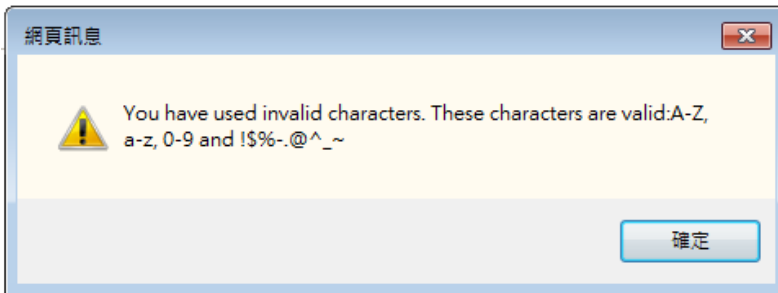 網頁訊息
You have used invalid characters. These characters are valid:A-Z,
a-z, 0-9 and !$%-.@^_~
確定